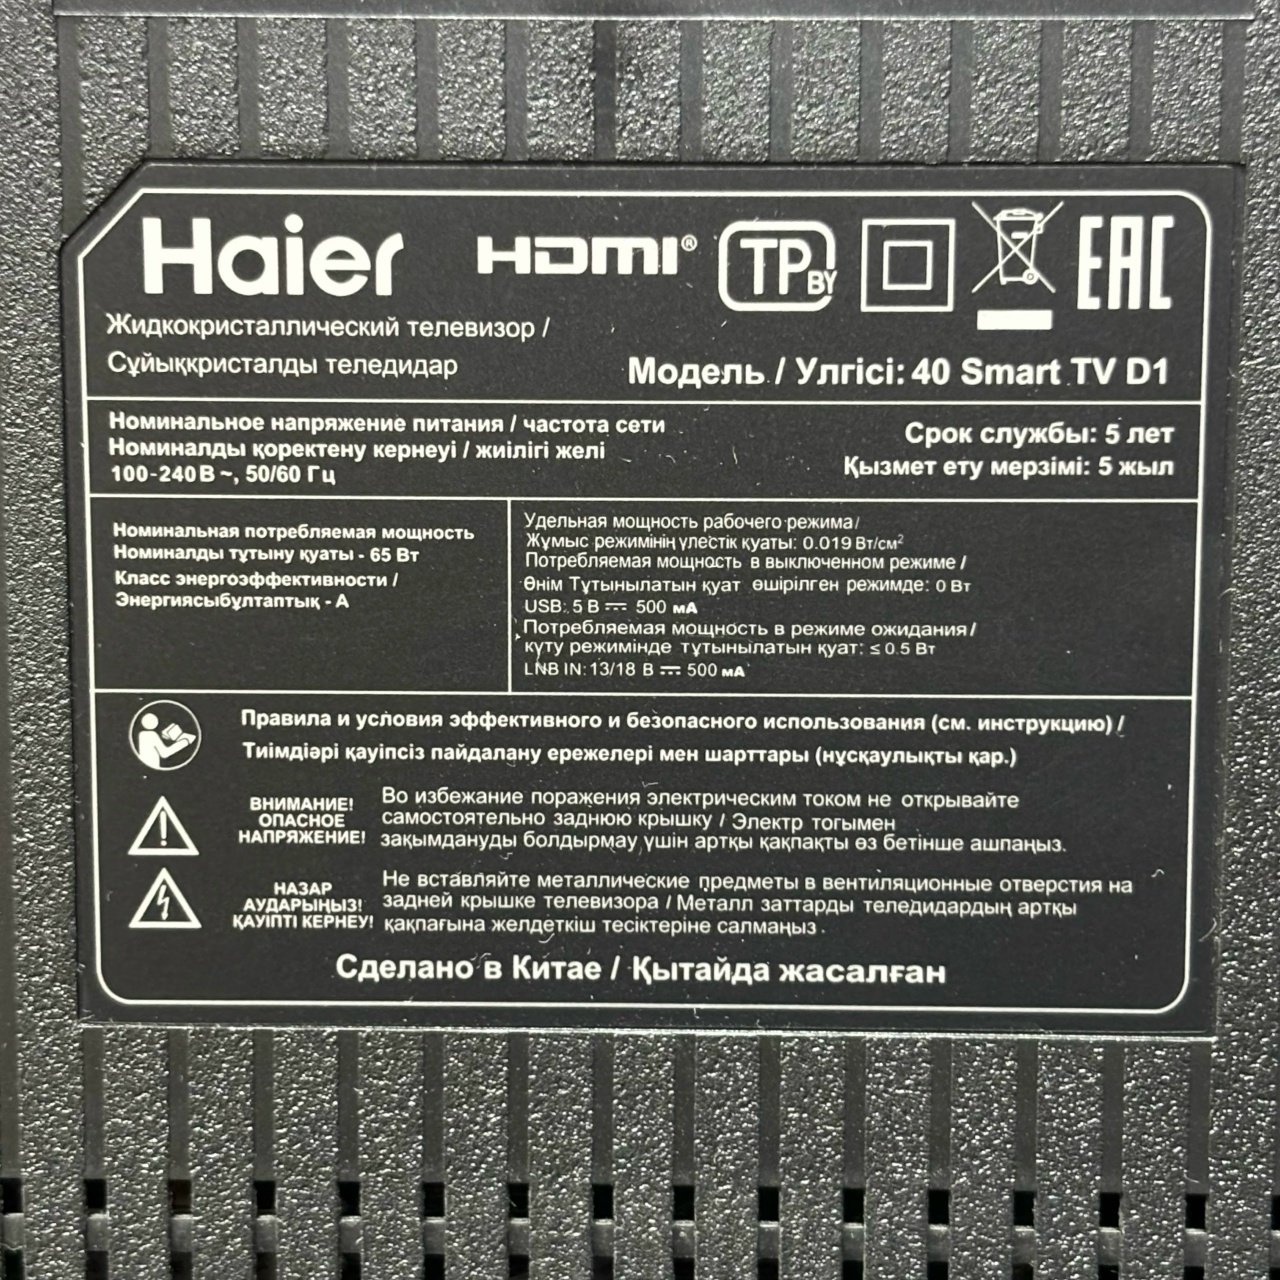 Haier HDMI® TP BY EAC
Жидкокристаллический телевизор /
Сұйыққристалды теледидар
Модель / Улгісі: 40 Smart TV D1
Номинальное напряжение питания / частота сети
Номиналды қоректену кернеуі / жиілігі желі
100-240 В ~, 50/60 Гц
Срок службы: 5 лет
Қызмет ету мерзімі: 5 жыл
Номинальная потребляемая мощность
Номиналды тұтыну қуаты - 65 Вт
Класс энергоэффективности /
Энергиясыбұлтаптық - А
Удельная мощность рабочего режима/
Жұмыс режимінің үлестік қуаты: 0.019 Вт/см²
Потребляемая мощность в выключенном режиме /
Өнім Тұтынылатын қуат өшірілген режимде: 0 Вт
USB: 5 В ⎓ 500 мА
Потребляемая мощность в режиме ожидания/
күту режимінде тұтынылатын қуат: ≤ 0.5 Вт
LNB IN: 13/18 В ⎓ 500 мА
Правила и условия эффективного и безопасного использования (см. инструкцию) /
Тиімдіәрі қауіпсіз пайдалану ережелері мен шарттары (нұсқаулықты қар.)
ВНИМАНИЕ!
ОПАСНОЕ
НАПРЯЖЕНИЕ!
Во избежание поражения электрическим током не открывайте
самостоятельно заднюю крышку / Электр тогымен
зақымдануды болдырмау үшін артқы қақпақты өз бетінше ашпаңыз.
НАЗАР
АУДАРЫҢЫЗ!
ҚАУІПТІ КЕРНЕУ!
Не вставляйте металлические предметы в вентиляционные отверстия на
задней крышке телевизора / Металл заттарды теледидардың артқы
қақпағына желдеткіш тесіктеріне салмаңыз.
Сделано в Китае / Қытайда жасалған